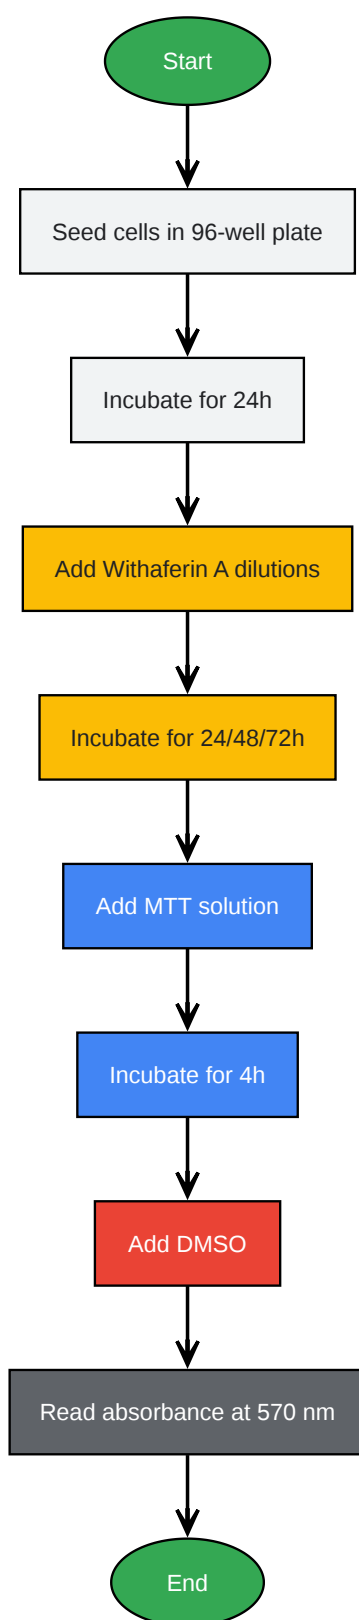 Start
Seed cells in 96-well plate
Incubate for 24h
Add Withaferin A dilutions
Incubate for 24/48/72h
Add MTT solution
Incubate for 4h
Add DMSO
Read absorbance at 570 nm
End